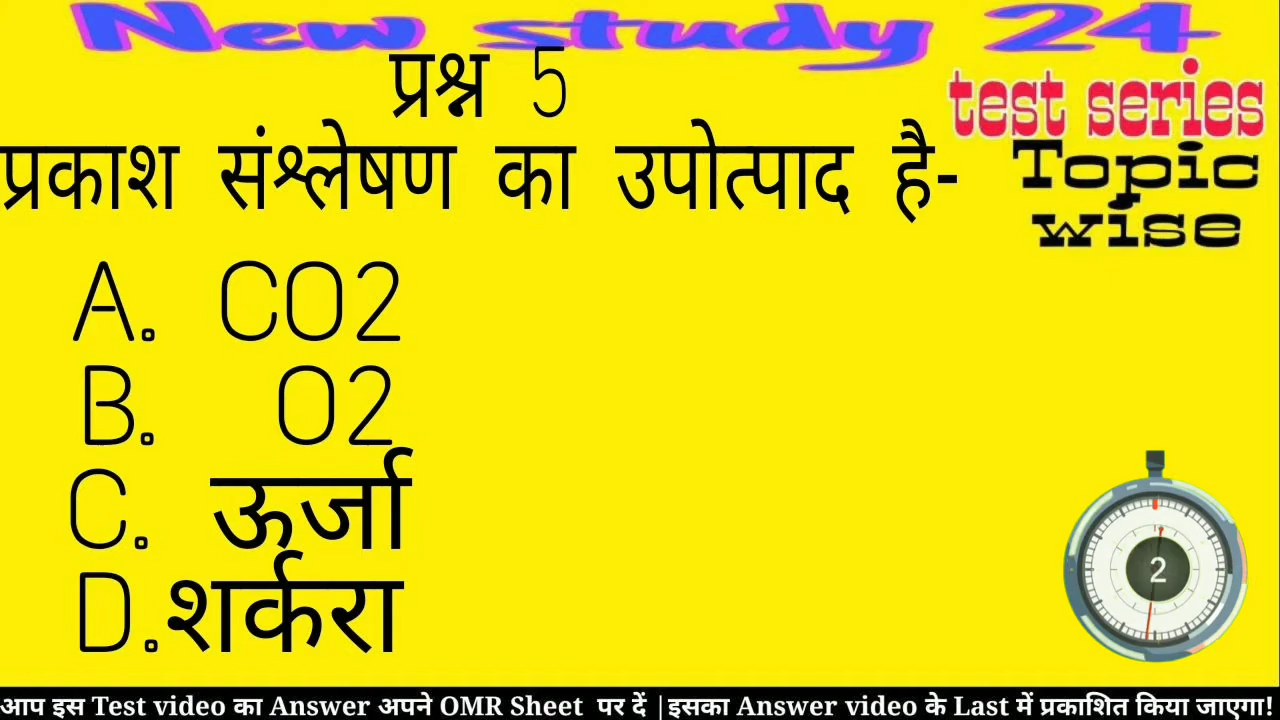 New study 24
प्रश्न 5
test series
Topic
wise
प्रकाश संश्लेषण का उपोत्पाद है-
A. CO2
B. O2
C. ऊर्जा
D.शर्करा
2
आप इस Test video का Answer अपने OMR Sheet पर दें |इसका Answer video के Last में प्रकाशित किया जाएगा!